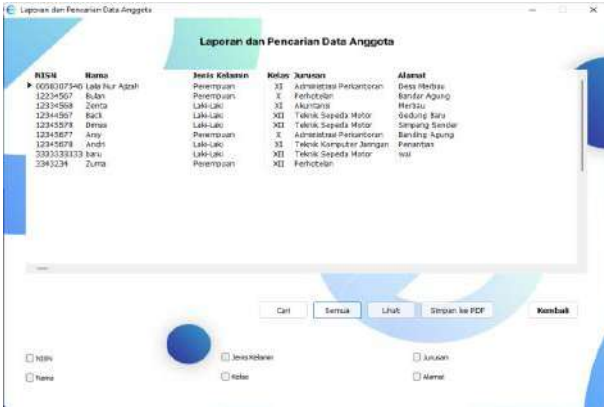 Laporan dan Pencarian Data Anggota
Laporan dan Pencarian Data Anggota
NISN Nama Jenis Kelamin Kelas Jurusan Alamat
0058307546 Laila Nur Azizah Perempuan XI Administrasi Perkantoran Desa Merbau
12234567 Bulan Perempuan X Perhotelan Bandar Agung
12334568 Zenta Laki-Laki XI Akuntansi Merbau
12344567 Back Laki-Laki XII Teknik Sepeda Motor Gedung Baru
12345578 Dimas Laki-Laki XII Teknik Sepeda Motor Simpang Sender
12345677 Ansy Perempuan X Administrasi Perkantoran Banding Agung
12345678 Andri Laki-Laki XI Teknik Komputer Jaringan Penantian
3333333333 baru Laki-Laki XII Teknik Sepeda Motor wai
3343234 Zuma Perempuan XII Perhotelan
Cari Semua Lihat Simpan ke PDF Kembali
NISN Jenis Kelamin Jurusan
Nama Kelas Alamat